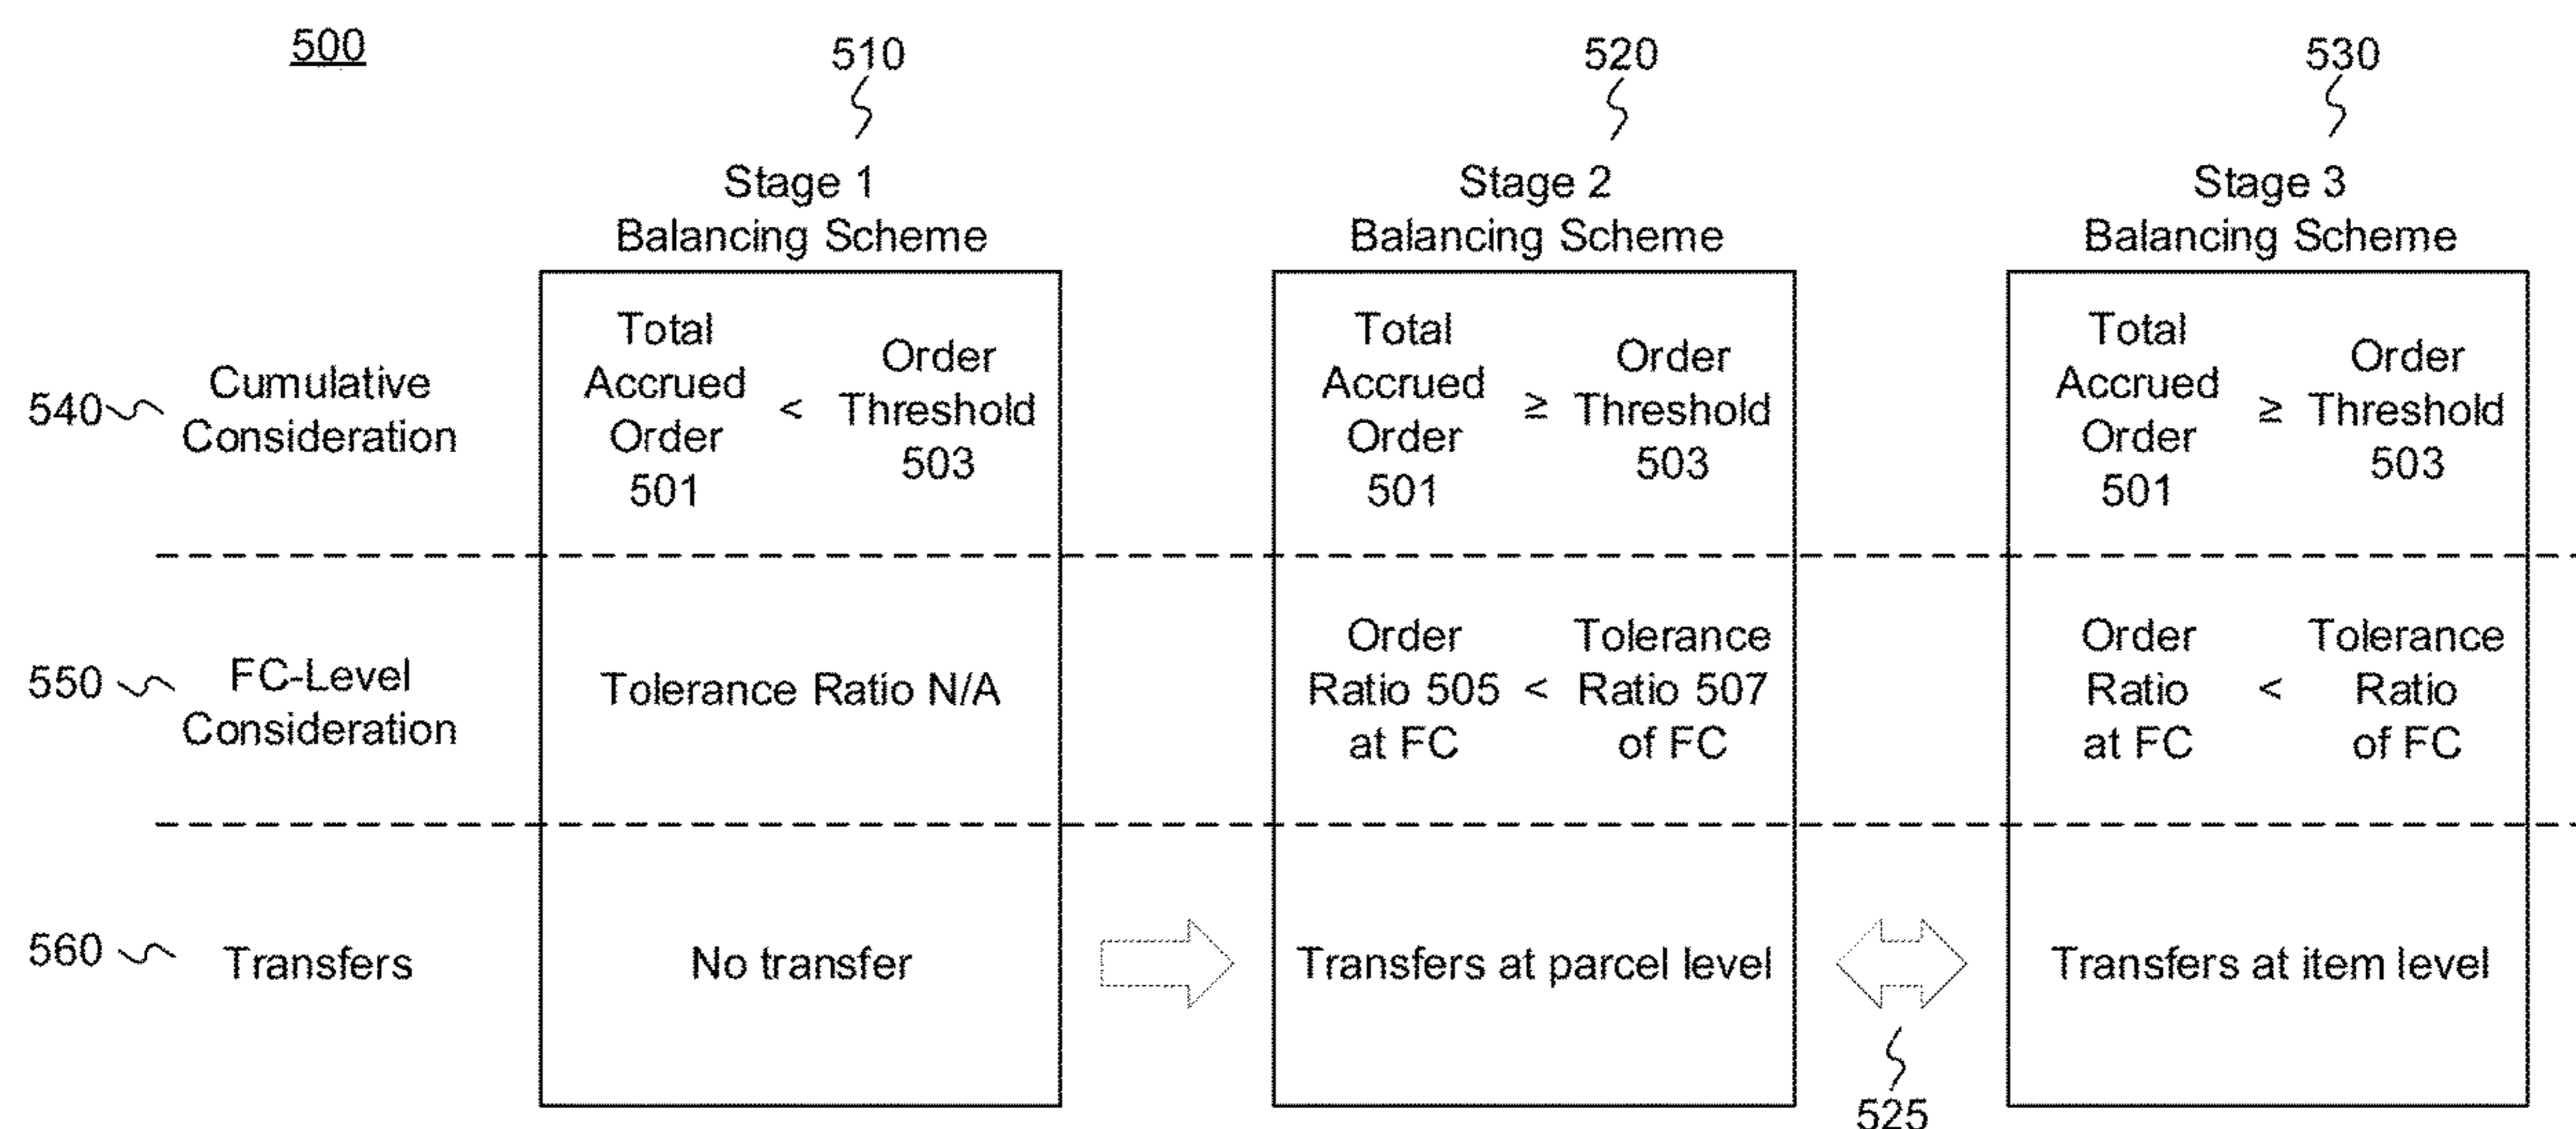 500
510
520
530
Stage 1
Balancing Scheme
Stage 2
Balancing Scheme
Stage 3
Balancing Scheme
540
Cumulative
Consideration
Total
Accrued
Order
501
<
Order
Threshold
503
Total
Accrued
Order
501
≥
Order
Threshold
503
Total
Accrued
Order
501
≥
Order
Threshold
503
550
FC-Level
Consideration
Tolerance Ratio N/A
Order
Ratio 505
at FC
<
Tolerance
Ratio 507
of FC
Order
Ratio
at FC
<
Tolerance
Ratio
of FC
560
Transfers
No transfer
Transfers at parcel level
Transfers at item level
525